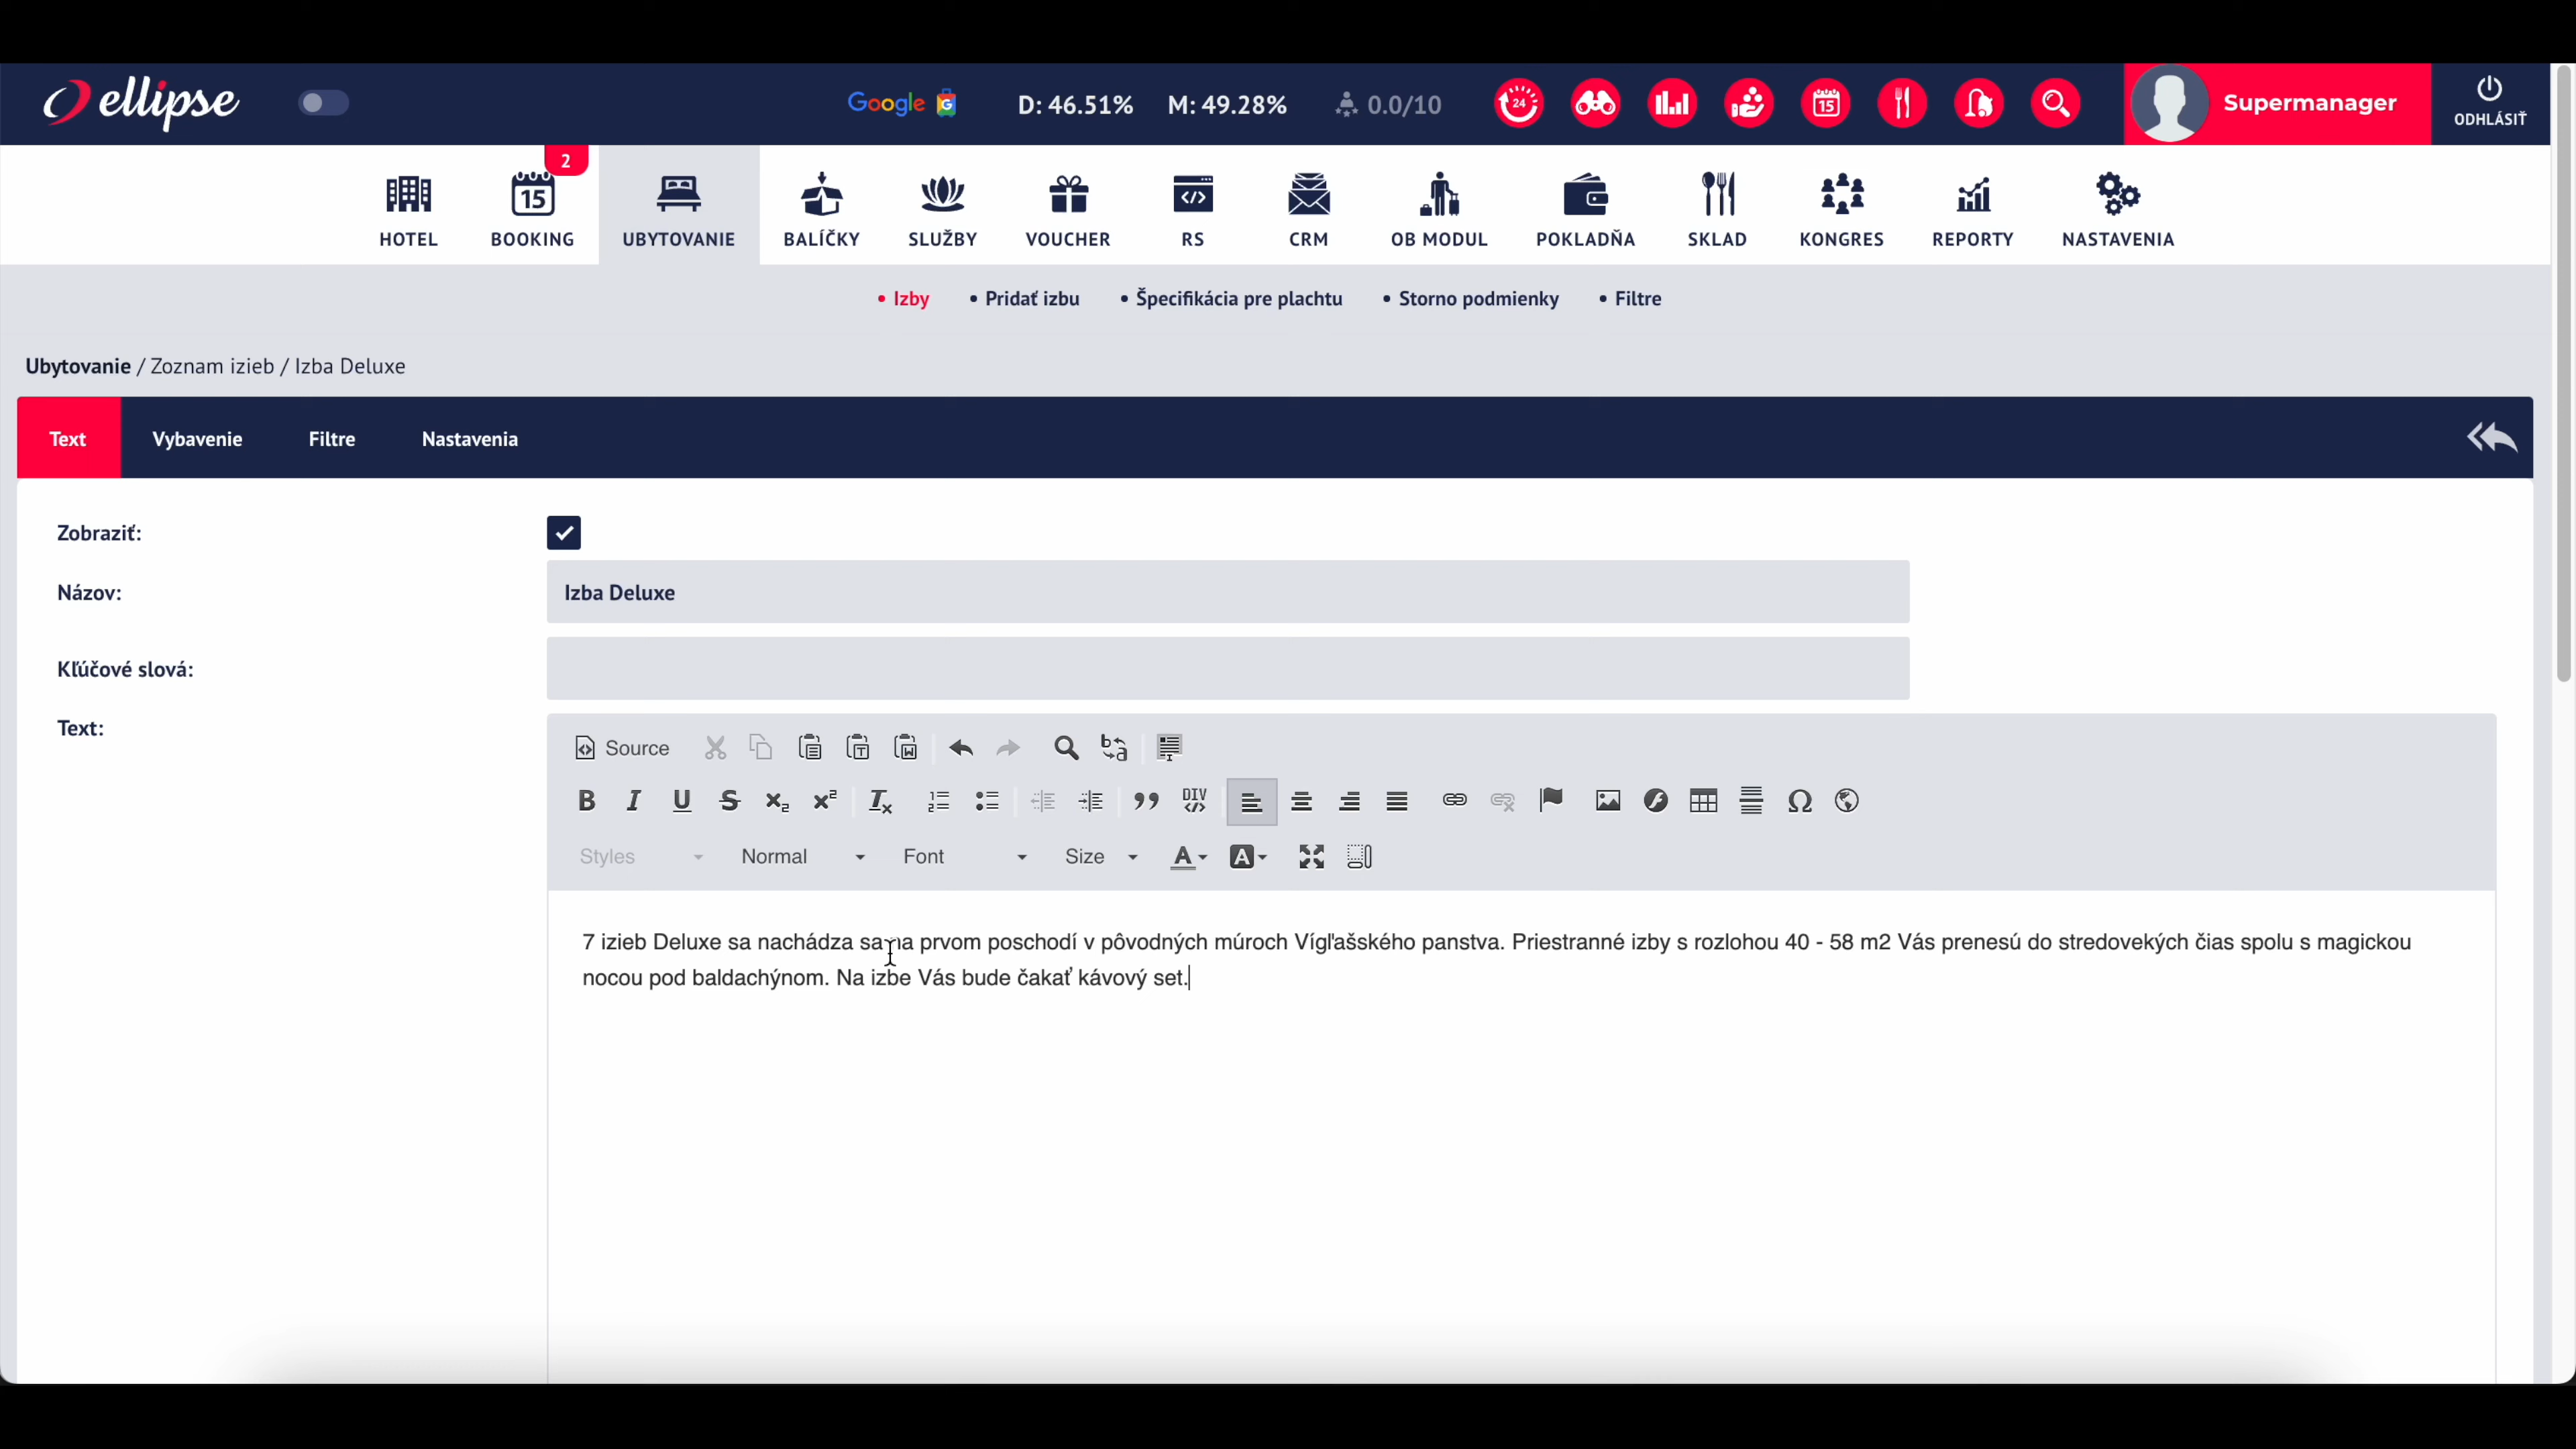 ellipse
Google G D: 46.51% M: 49.28% 0.0/10 24 15 Supermanager ODHLÁSIŤ
2
15
HOTEL BOOKING UBYTOVANIE BALÍČKY SLUŽBY VOUCHER RS CRM OB MODUL POKLADŇA SKLAD KONGRES REPORTY NASTAVENIA
• Izby • Pridať izbu • Špecifikácia pre plachtu • Storno podmienky • Filtre
Ubytovanie / Zoznam izieb / Izba Deluxe
Text Vybavenie Filtre Nastavenia
Zobraziť:
Názov: Izba Deluxe
Kľúčové slová:
Text:
Source
DIV
Styles Normal Font Size A A
7 izieb Deluxe sa nachádza sa na prvom poschodí v pôvodných múroch Vígľašského panstva. Priestranné izby s rozlohou 40 - 58 m2 Vás prenesú do stredovekých čias spolu s magickou
nocou pod baldachýnom. Na izbe Vás bude čakať kávový set.